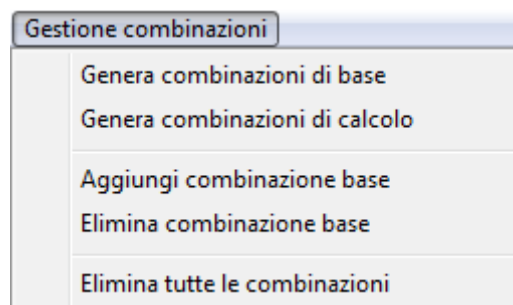 Gestione combinazioni
Genera combinazioni di base
Genera combinazioni di calcolo
Aggiungi combinazione base
Elimina combinazione base
Elimina tutte le combinazioni